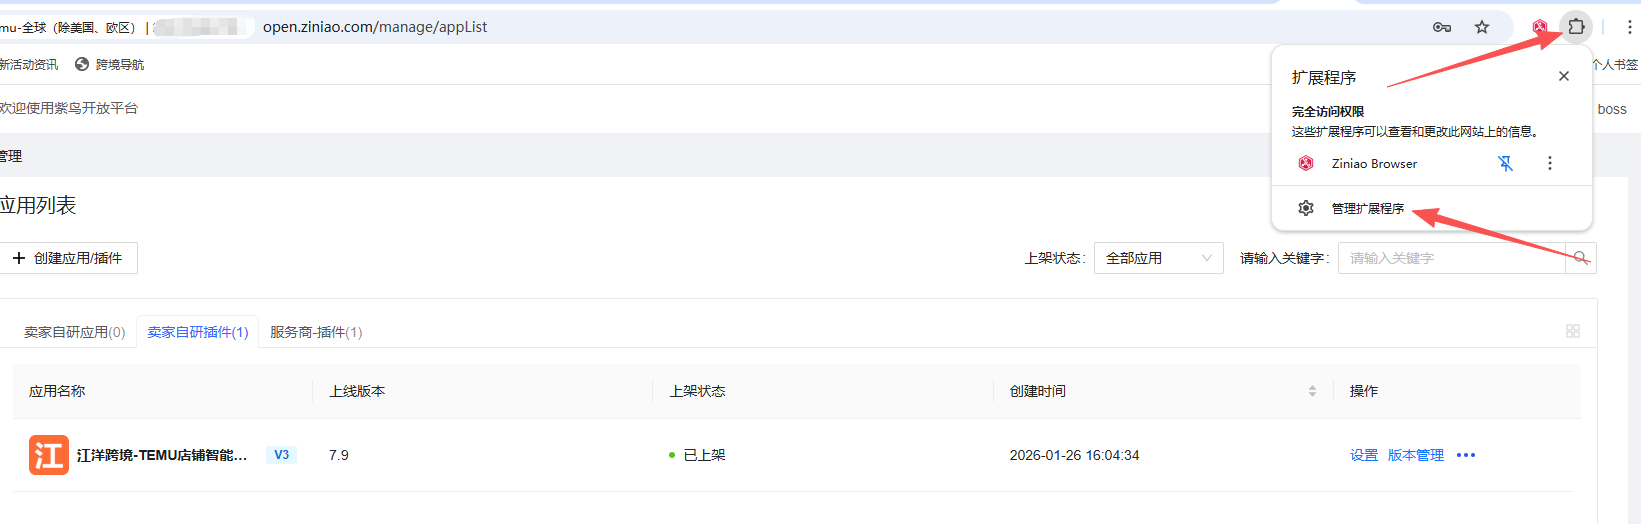 mu-全球（除美国、欧区） |
open.ziniao.com/manage/appList
新活动资讯
跨境导航
个人书签
欢迎使用紫鸟开放平台
boss
管理
扩展程序
完全访问权限
这些扩展程序可以查看和更改此网站上的信息。
Ziniao Browser
管理扩展程序
应用列表
创建应用/插件
上架状态: 全部应用
请输入关键字: 请输入关键字
卖家自研应用(0) 卖家自研插件(1) 服务商-插件(1)
应用名称 上线版本 上架状态 创建时间 操作
江 江洋跨境-TEMU店铺智能... V3 7.9 已上架 2026-01-26 16:04:34 设置 版本管理 •••